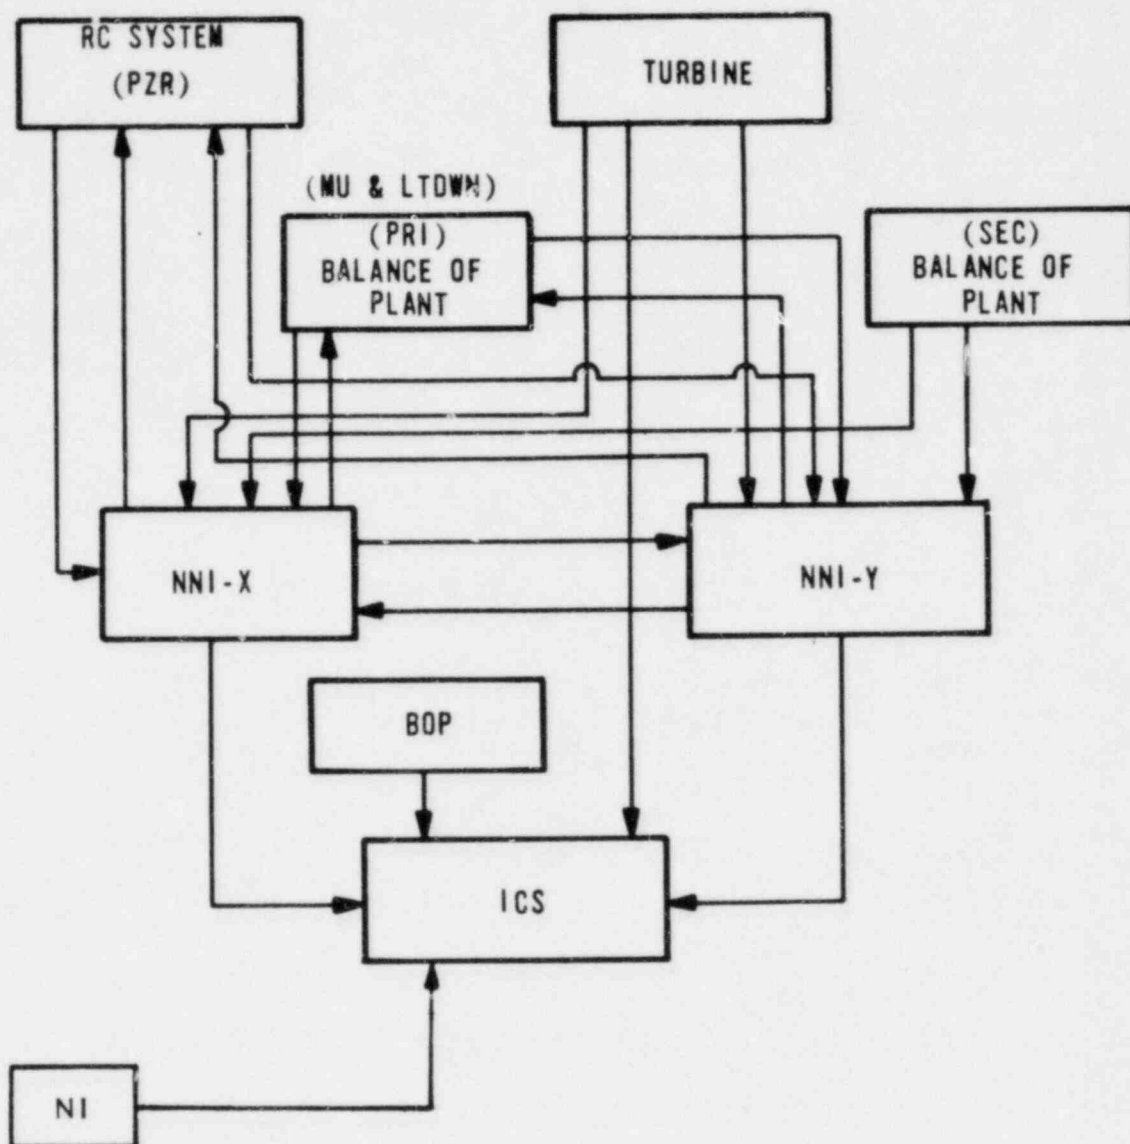 RC SYSTEM
(PZR)
TURBINE
(MU & LTDWN)
(PRI)
BALANCE OF
PLANT
(SEC)
BALANCE OF
PLANT
NNI-X
NNI-Y
BOP
ICS
NI